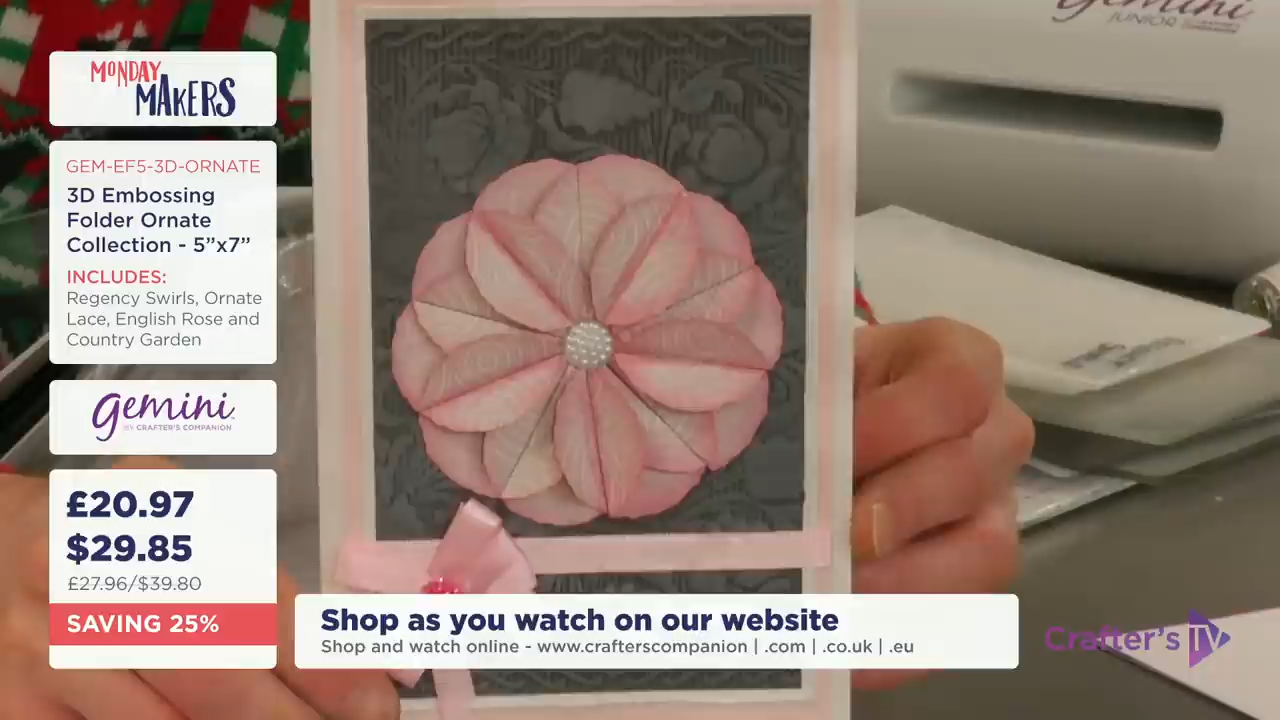 MONDAY
MAKERS
GEM-EF5-3D-ORNATE
3D Embossing
Folder Ornate
Collection - 5”x7”
INCLUDES:
Regency Swirls, Ornate
Lace, English Rose and
Country Garden
gemini
BY CRAFTER'S COMPANION
£20.97
$29.85
£27.96/$39.80
SAVING 25%
Shop as you watch on our website
Shop and watch online - www.crafterscompanion | .com | .co.uk | .eu
Crafter's TV
gemini
JUNIOR